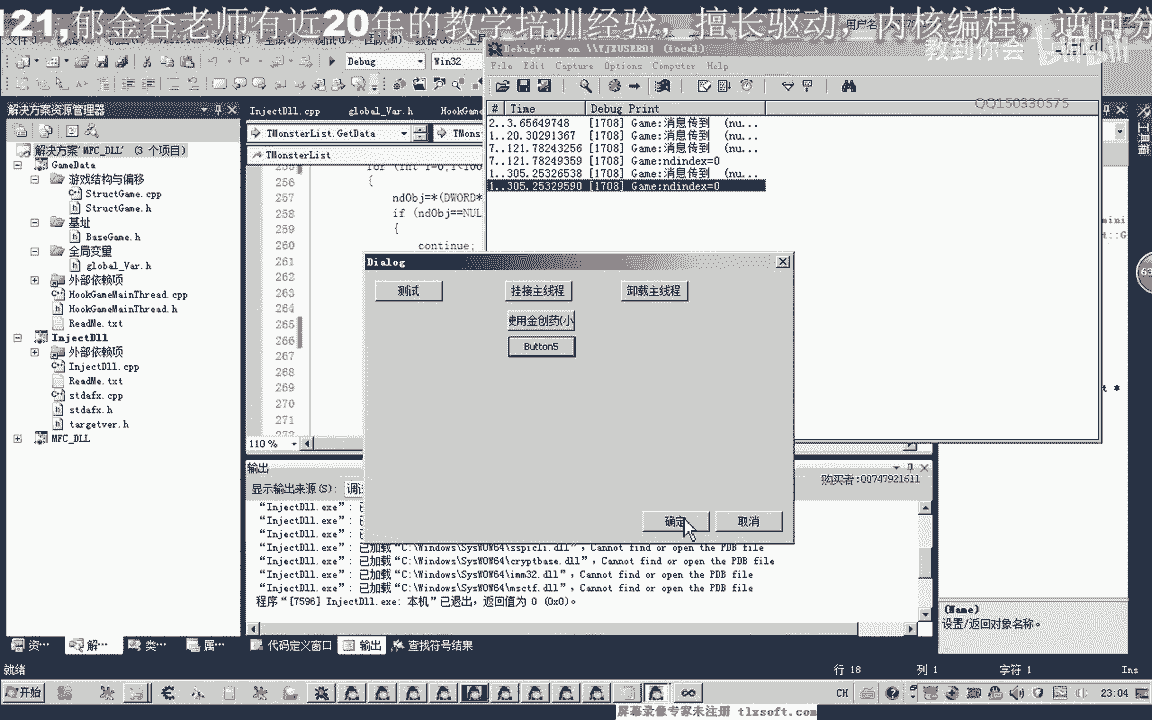 121,郁金香老师有近20年的教学培训经验，擅长驱动，内核编程，逆向分
教到你会
bilibili
QQ150330575
DebugView on \\YJXUSER01 (local)
File Edit Capture Options Computer Help
# Time Debug Print
2..3.65649748 [1708] Game:消息传到 (nu...
1..20.30291367 [1708] Game:消息传到 (nu...
7..121.78243256 [1708] Game:消息传到 (nu...
7..121.78249359 [1708] Game:ndindex=0
1..305.25326538 [1708] Game:消息传到 (nu...
1..305.25329590 [1708] Game:ndindex=0
Debug
Win32
解决方案资源管理器
解决方案'MFC_DLL' (3 个项目)
GameData
游戏结构与偏移
StructGame.cpp
StructGame.h
基址
BaseGame.h
全局变量
global_Var.h
外部依赖项
HookGameMainThread.cpp
HookGameMainThread.h
ReadMe.txt
InjectDll
外部依赖项
InjectDll.cpp
ReadMe.txt
stdafx.cpp
stdafx.h
targetver.h
MFC_DLL
InjectDll.cpp global_Var.h HookGam
TMonsterList.GetData
TMonsterList
256 {
257 ndObj=*(DWORD*
258 if (ndObj==NUL
259 {
260 continue;
261
262
263
264
265
266
267
268
269
270
271
110 %
Dialog
测试 挂接主线程 卸载主线程
使用金创药(小
Button5
确定 取消
工具箱
输出
显示输出来源(S): 调
购买者:QQ747921611
“InjectDll.exe”: 已
“InjectDll.exe”: 已
“InjectDll.exe”: 已
“InjectDll.exe”: 已加载“C:\Windows\SysWOW64\sspicli.dll”，Cannot find or open the PDB file
“InjectDll.exe”: 已加载“C:\Windows\SysWOW64\cryptbase.dll”，Cannot find or open the PDB file
“InjectDll.exe”: 已加载“C:\Windows\SysWOW64\imm32.dll”，Cannot find or open the PDB file
“InjectDll.exe”: 已加载“C:\Windows\SysWOW64\msctf.dll”，Cannot find or open the PDB file
程序“[7596] InjectDll.exe: 本机”已退出，返回值为 0 (0x0)。
(Name)
设置/返回对象名称。
资… 解… 类… 属…
代码定义窗口 输出 查找符号结果
就绪 行 18 列 1 字符 1 Ins
开始
CH
23:04
屏幕录像专家未注册 tlxsoft.com